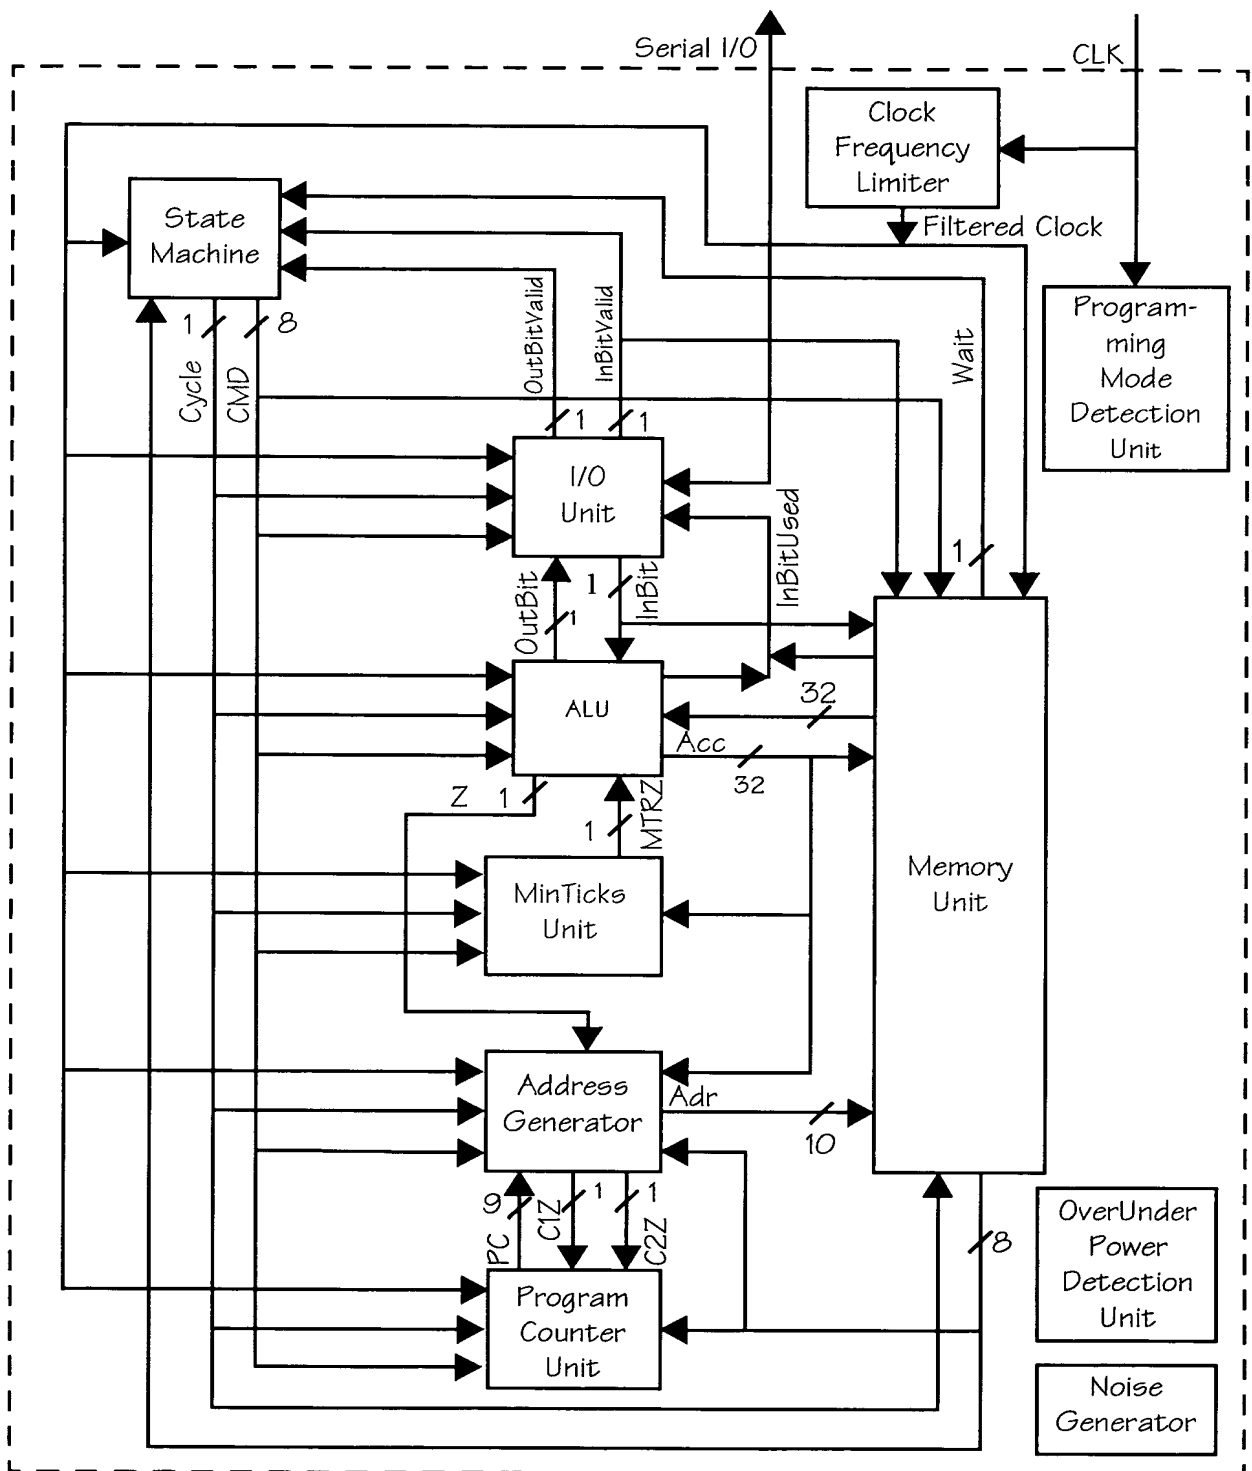 Serial I/O
CLK
Clock
Frequency
Limiter
Filtered Clock
State
Machine
Program-
ming
Mode
Detection
Unit
1
8
Cycle
CMD
OutBitValid
InBitValid
Wait
1
1
1
I/O
Unit
InBitUsed
OutBit
1
1
InBit
ALU
32
Acc
32
Z
1
1
MTRZ
MinTicks
Unit
Memory
Unit
Address
Generator
Adr
10
9
PC
C1Z
1
1
C2Z
Program
Counter
Unit
8
OverUnder
Power
Detection
Unit
Noise
Generator